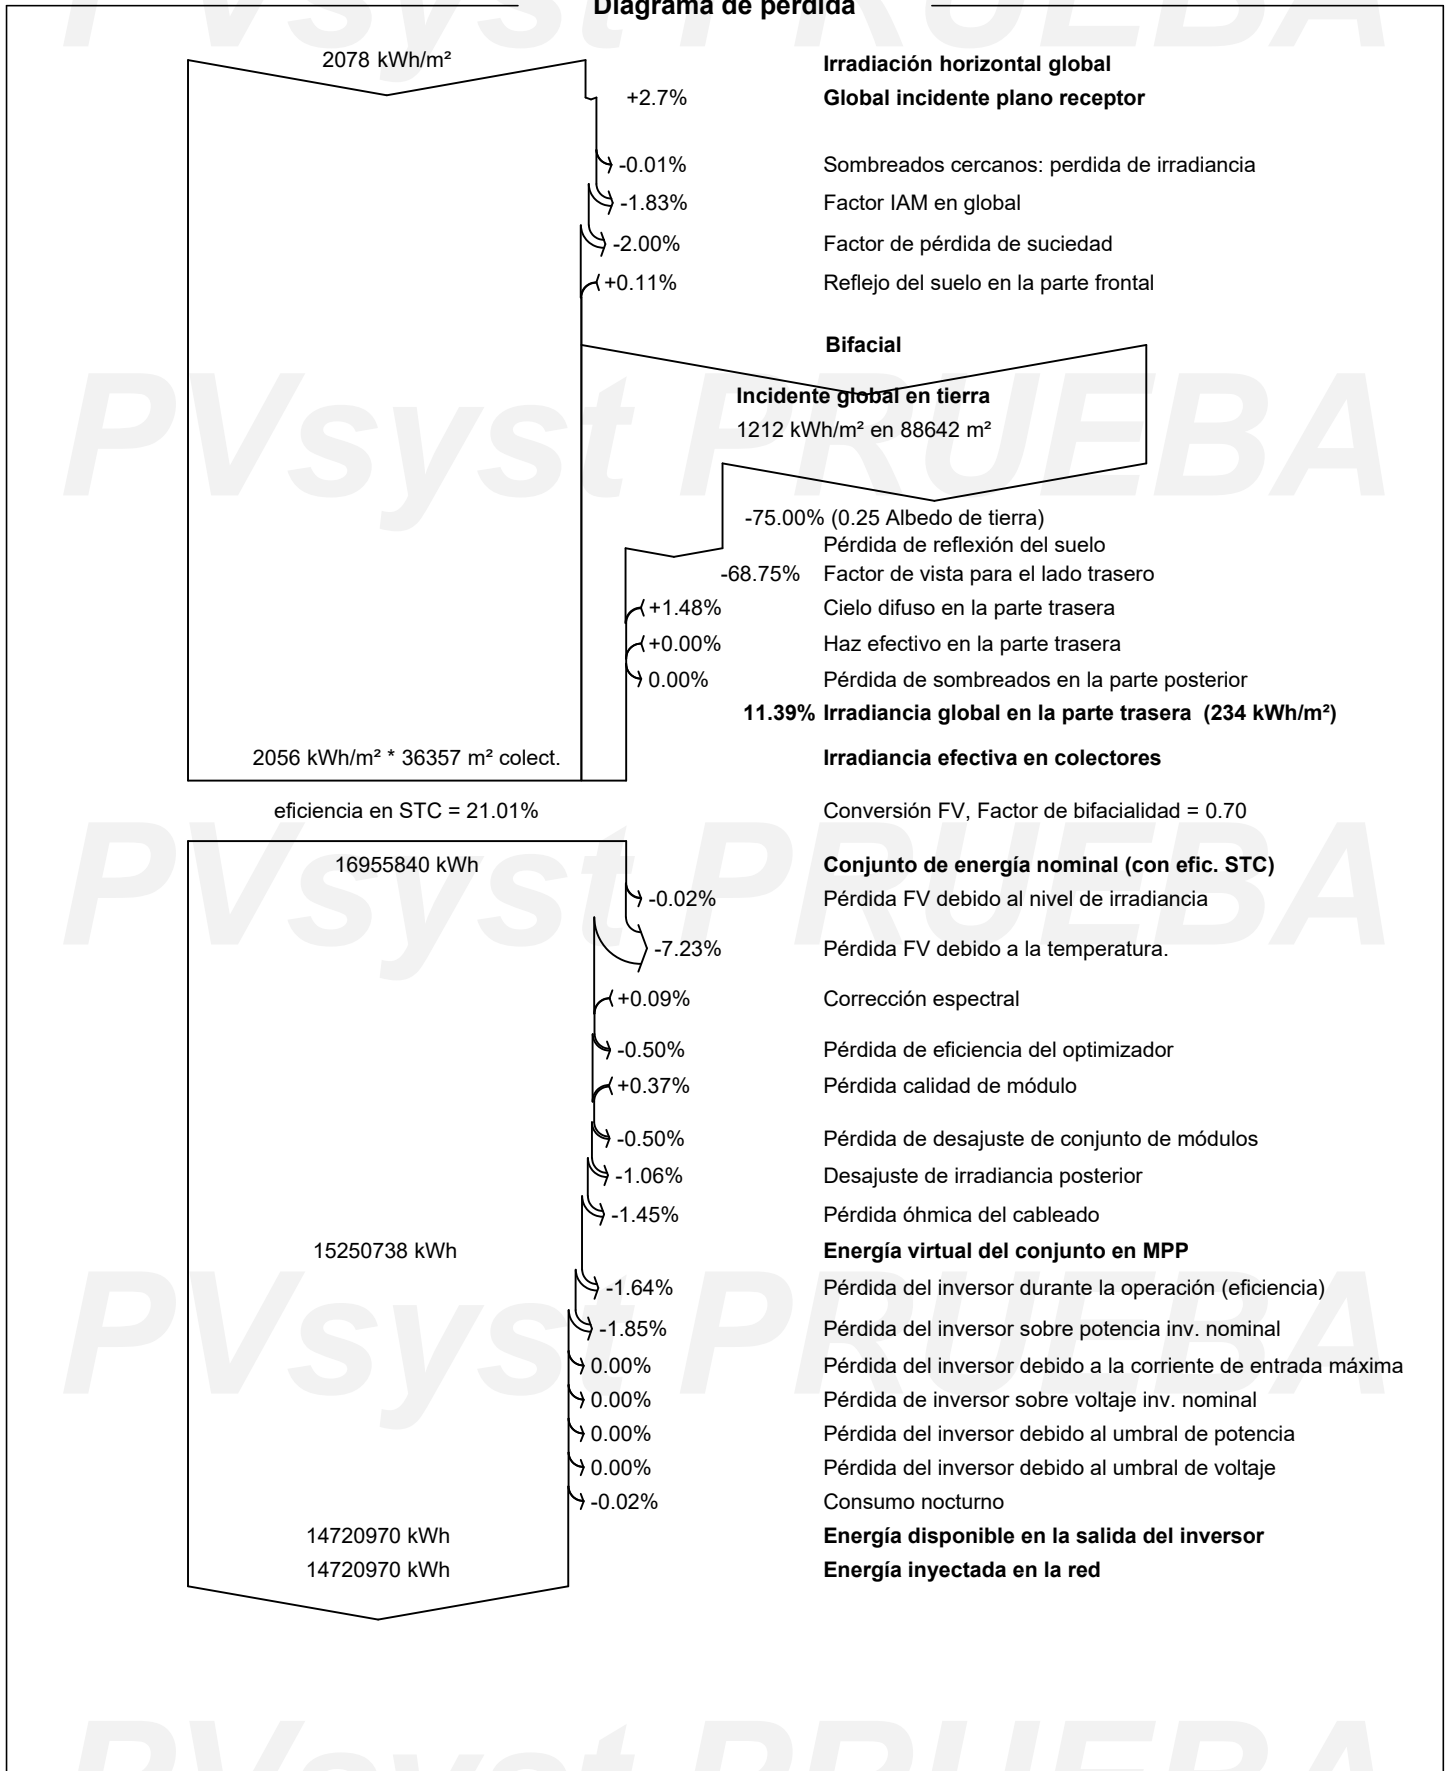 Diagrama de pérdida
2078 kWh/m²
Irradiación horizontal global
+2.7%
Global incidente plano receptor
-0.01%
Sombreados cercanos: perdida de irradiancia
-1.83%
Factor IAM en global
-2.00%
Factor de pérdida de suciedad
+0.11%
Reflejo del suelo en la parte frontal
Bifacial
Incidente global en tierra
1212 kWh/m² en 88642 m²
-75.00% (0.25 Albedo de tierra)
Pérdida de reflexión del suelo
-68.75%
Factor de vista para el lado trasero
+1.48%
Cielo difuso en la parte trasera
+0.00%
Haz efectivo en la parte trasera
0.00%
Pérdida de sombreados en la parte posterior
11.39% Irradiancia global en la parte trasera (234 kWh/m²)
2056 kWh/m² * 36357 m² colect.
Irradiancia efectiva en colectores
eficiencia en STC = 21.01%
Conversión FV, Factor de bifacialidad = 0.70
16955840 kWh
Conjunto de energía nominal (con efic. STC)
-0.02%
Pérdida FV debido al nivel de irradiancia
-7.23%
Pérdida FV debido a la temperatura.
+0.09%
Corrección espectral
-0.50%
Pérdida de eficiencia del optimizador
+0.37%
Pérdida calidad de módulo
-0.50%
Pérdida de desajuste de conjunto de módulos
-1.06%
Desajuste de irradiancia posterior
-1.45%
Pérdida óhmica del cableado
15250738 kWh
Energía virtual del conjunto en MPP
-1.64%
Pérdida del inversor durante la operación (eficiencia)
-1.85%
Pérdida del inversor sobre potencia inv. nominal
0.00%
Pérdida del inversor debido a la corriente de entrada máxima
0.00%
Pérdida de inversor sobre voltaje inv. nominal
0.00%
Pérdida del inversor debido al umbral de potencia
0.00%
Pérdida del inversor debido al umbral de voltaje
-0.02%
Consumo nocturno
14720970 kWh
Energía disponible en la salida del inversor
14720970 kWh
Energía inyectada en la red
PVsyst PRUEBA
PVsyst PRUEBA
PVsyst PRUEBA
PVsyst PRUEBA
PVsyst PRUEBA